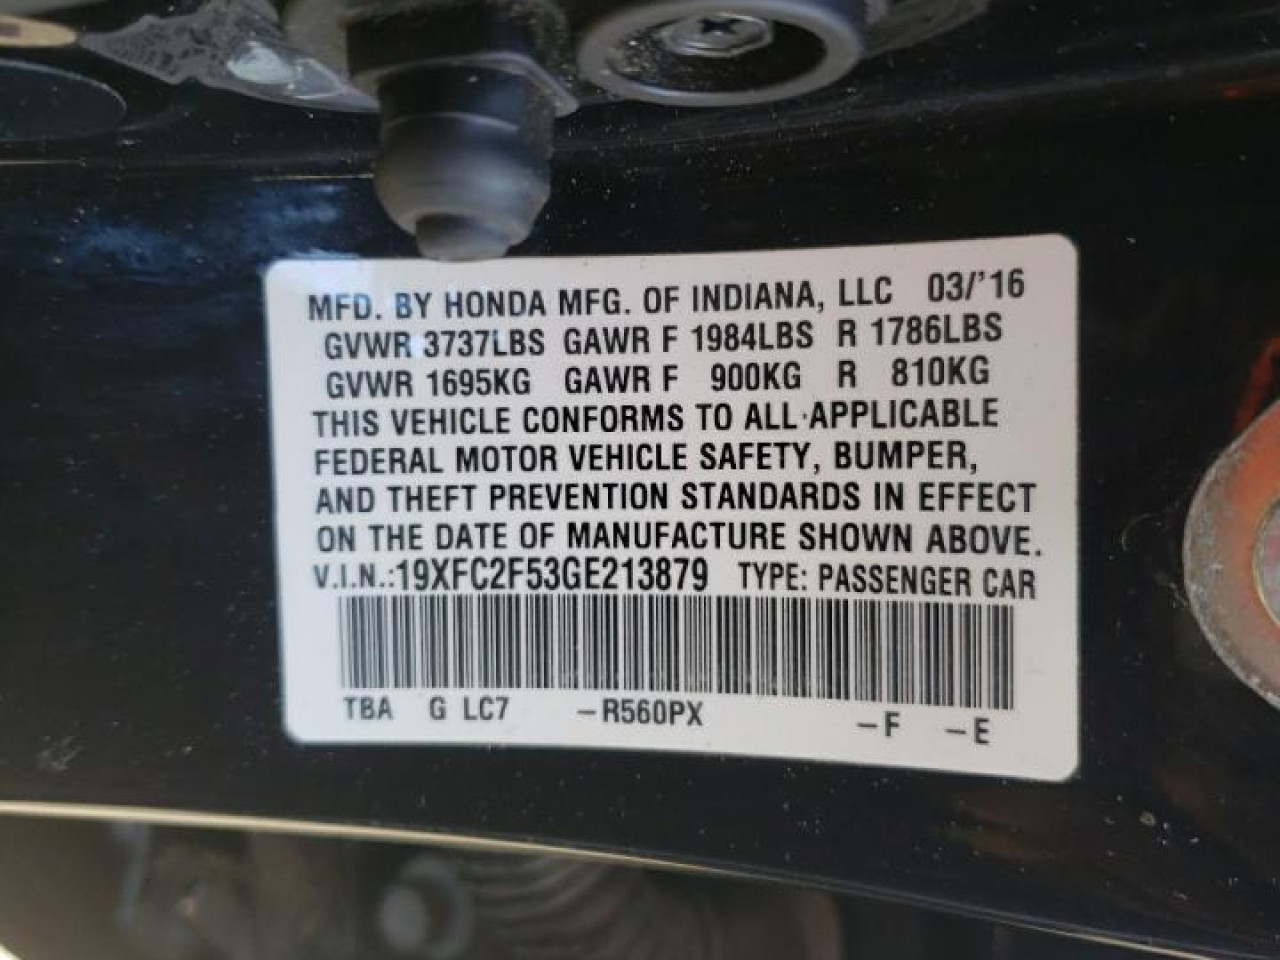 MFD. BY HONDA MFG. OF INDIANA, LLC 03/'16
GVWR 3737LBS GAWR F 1984LBS R 1786LBS
GVWR 1695KG GAWR F 900KG R 810KG
THIS VEHICLE CONFORMS TO ALL APPLICABLE
FEDERAL MOTOR VEHICLE SAFETY, BUMPER,
AND THEFT PREVENTION STANDARDS IN EFFECT
ON THE DATE OF MANUFACTURE SHOWN ABOVE.
V.I.N.:19XFC2F53GE213879 TYPE: PASSENGER CAR
TBA G LC7 -R560PX -F -E